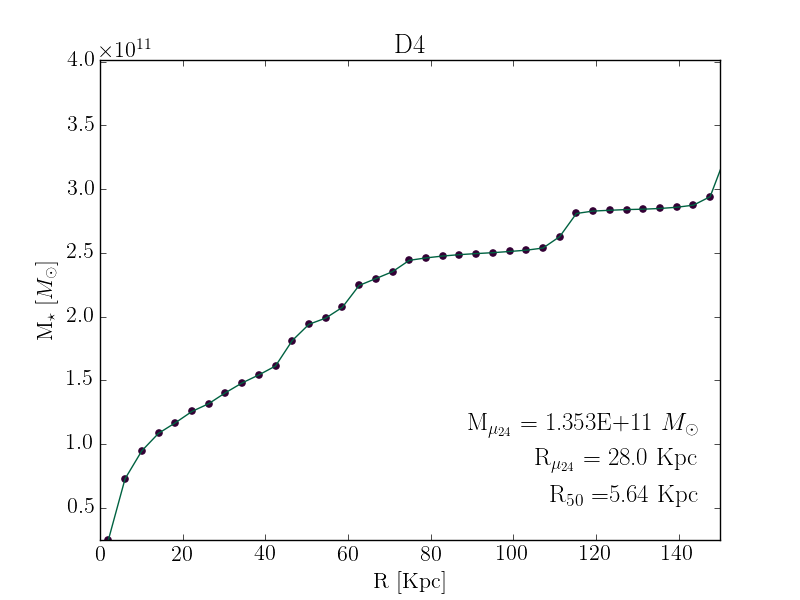 D4
×10¹¹
4.0
3.5
3.0
2.5
2.0
1.5
1.0
0.5
M⋆ [M⊙]
M_μ₂₄ = 1.353E+11 M⊙
R_μ₂₄ = 28.0 Kpc
R₅₀ =5.64 Kpc
0 20 40 60 80 100 120 140
R [Kpc]